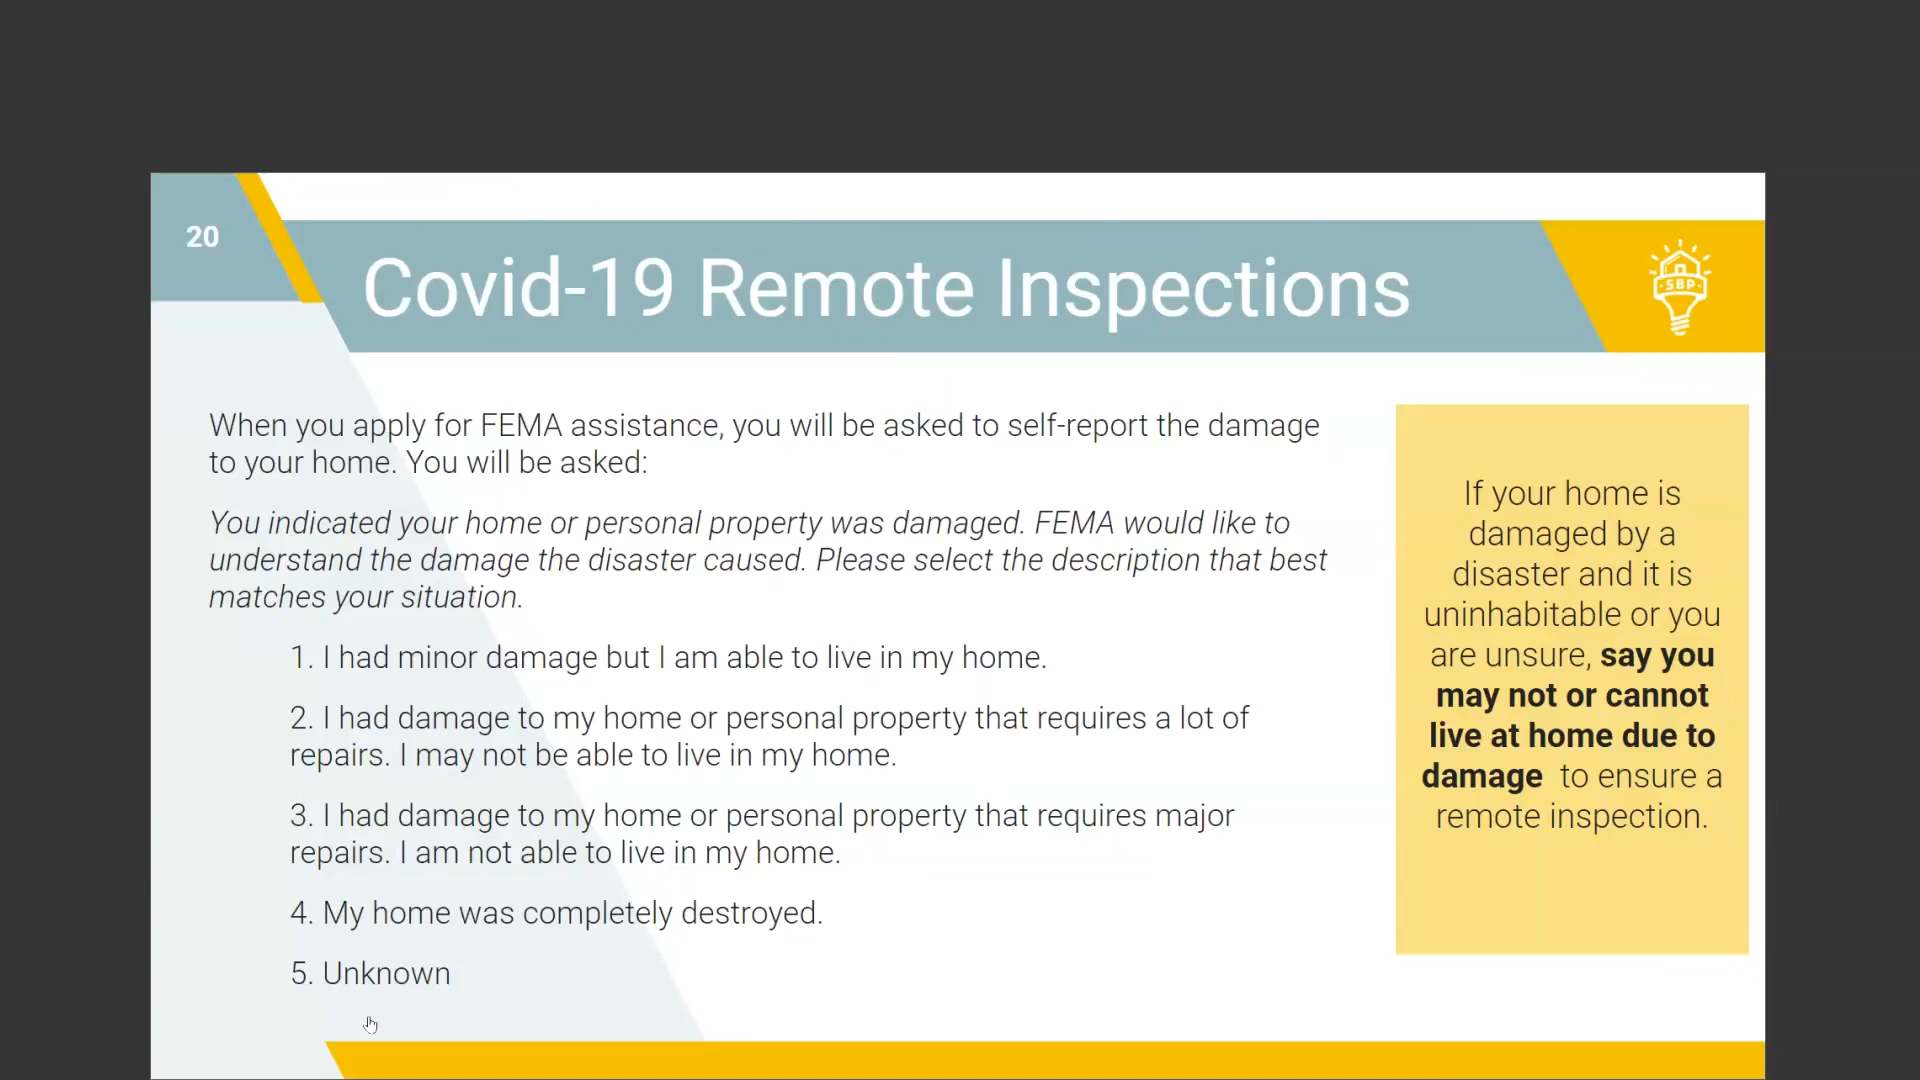 20
Covid-19 Remote Inspections
SBP
When you apply for FEMA assistance, you will be asked to self-report the damage
to your home. You will be asked:
You indicated your home or personal property was damaged. FEMA would like to
understand the damage the disaster caused. Please select the description that best
matches your situation.
1. I had minor damage but I am able to live in my home.
2. I had damage to my home or personal property that requires a lot of
repairs. I may not be able to live in my home.
3. I had damage to my home or personal property that requires major
repairs. I am not able to live in my home.
4. My home was completely destroyed.
5. Unknown
If your home is
damaged by a
disaster and it is
uninhabitable or you
are unsure, say you
may not or cannot
live at home due to
damage to ensure a
remote inspection.